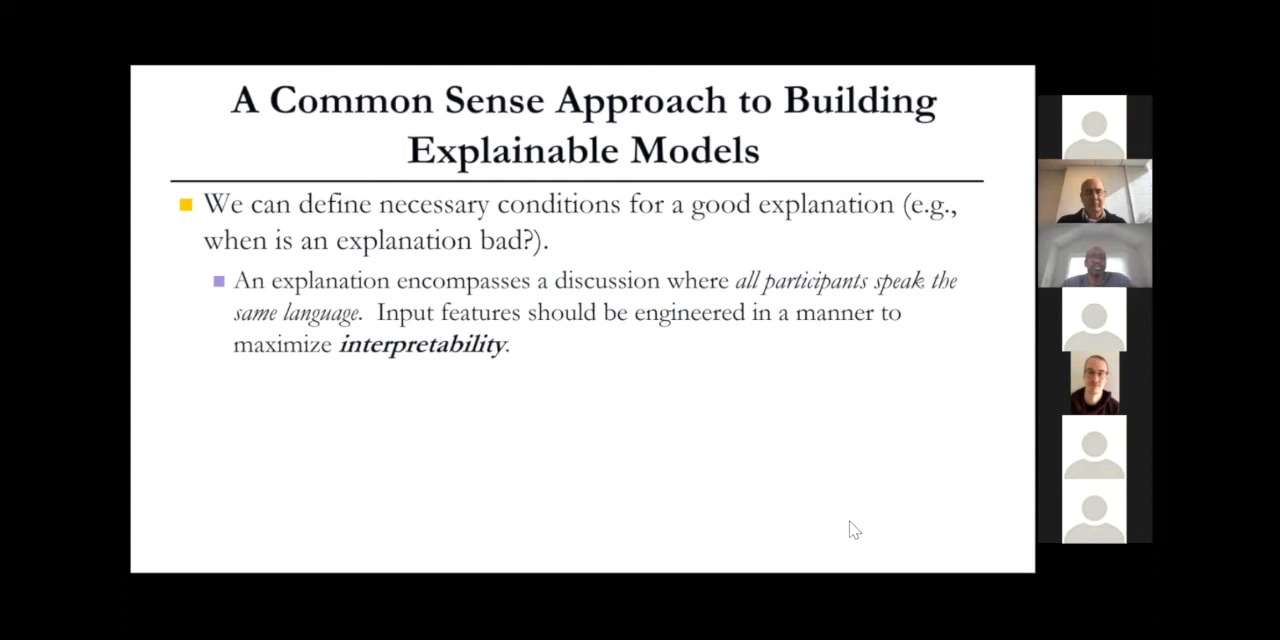 A Common Sense Approach to Building
Explainable Models
We can define necessary conditions for a good explanation (e.g.,
when is an explanation bad?).
An explanation encompasses a discussion where all participants speak the
same language. Input features should be engineered in a manner to
maximize interpretability.